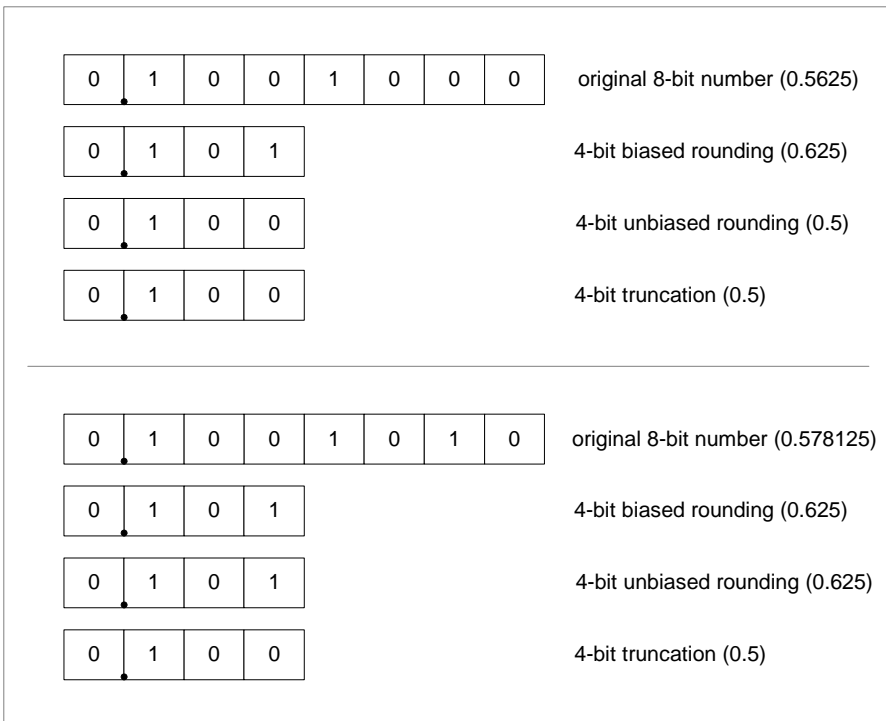 0 1 0 0 1 0 0 0 original 8-bit number (0.5625)
0 1 0 1 4-bit biased rounding (0.625)
0 1 0 0 4-bit unbiased rounding (0.5)
0 1 0 0 4-bit truncation (0.5)
0 1 0 0 1 0 1 0 original 8-bit number (0.578125)
0 1 0 1 4-bit biased rounding (0.625)
0 1 0 1 4-bit unbiased rounding (0.625)
0 1 0 0 4-bit truncation (0.5)